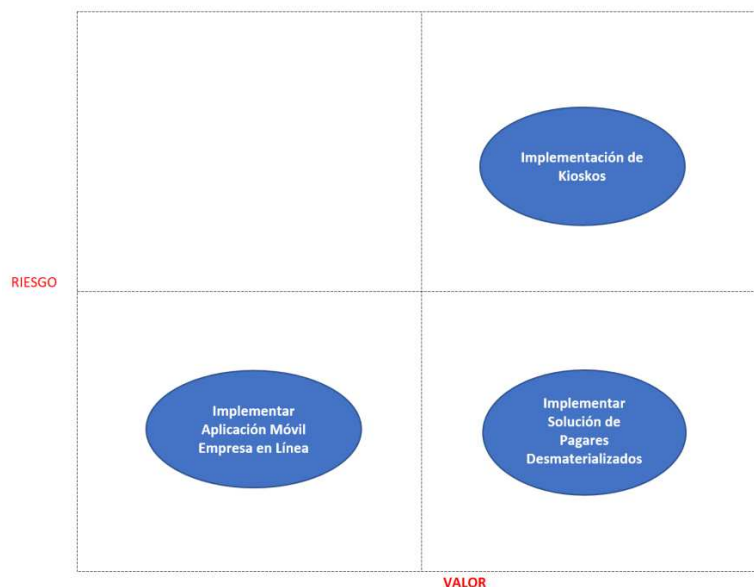 Implementación de
Kioskos
RIESGO
Implementar
Aplicación Móvil
Empresa en Línea
Implementar
Solución de
Pagares
Desmaterializados
VALOR